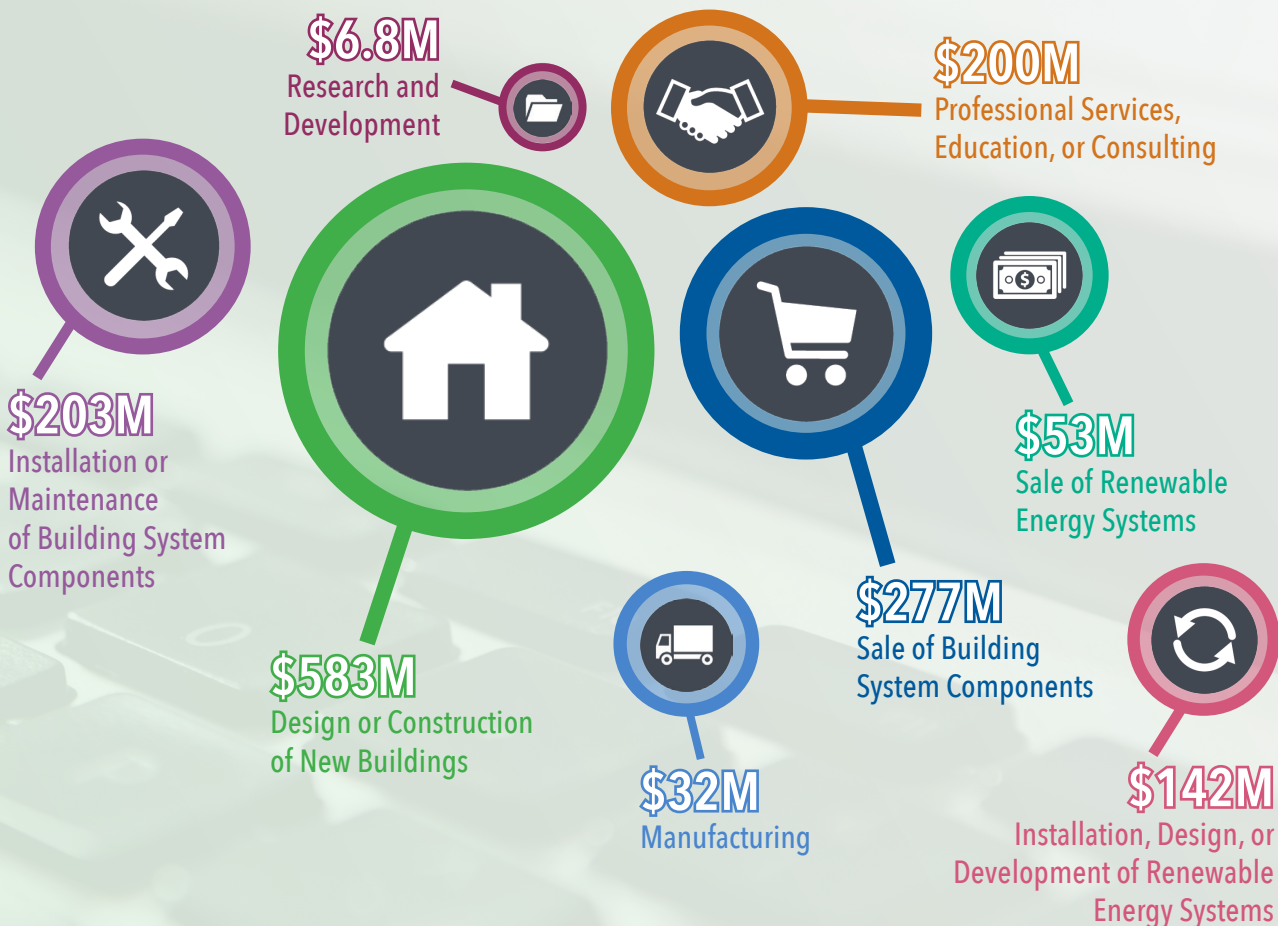 $6.8M
Research and
Development
$200M
Professional Services,
Education, or Consulting
$203M
Installation or
Maintenance
of Building System
Components
$53M
Sale of Renewable
Energy Systems
$583M
Design or Construction
of New Buildings
$277M
Sale of Building
System Components
$32M
Manufacturing
$142M
Installation, Design, or
Development of Renewable
Energy Systems